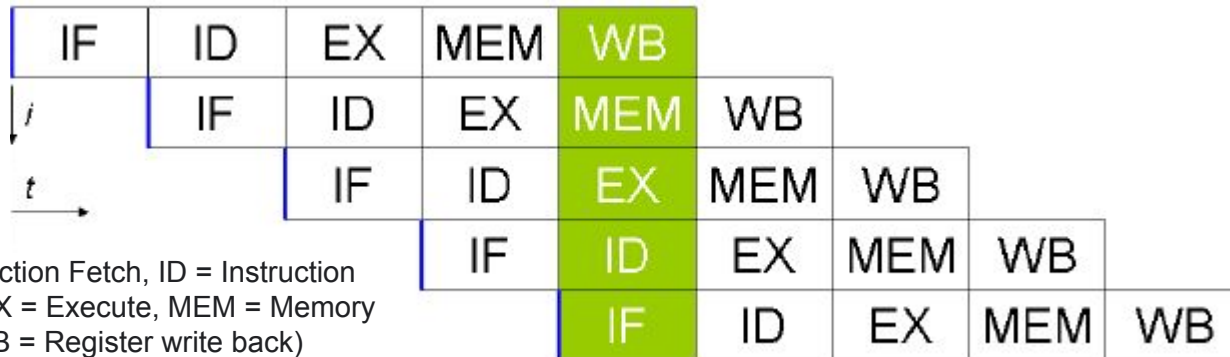 IF ID EX MEM WB
i IF ID EX MEM WB
t IF ID EX MEM WB
IF ID EX MEM WB
ction Fetch, ID = Instruction
X = Execute, MEM = Memory
B = Register write back)
IF ID EX MEM WB